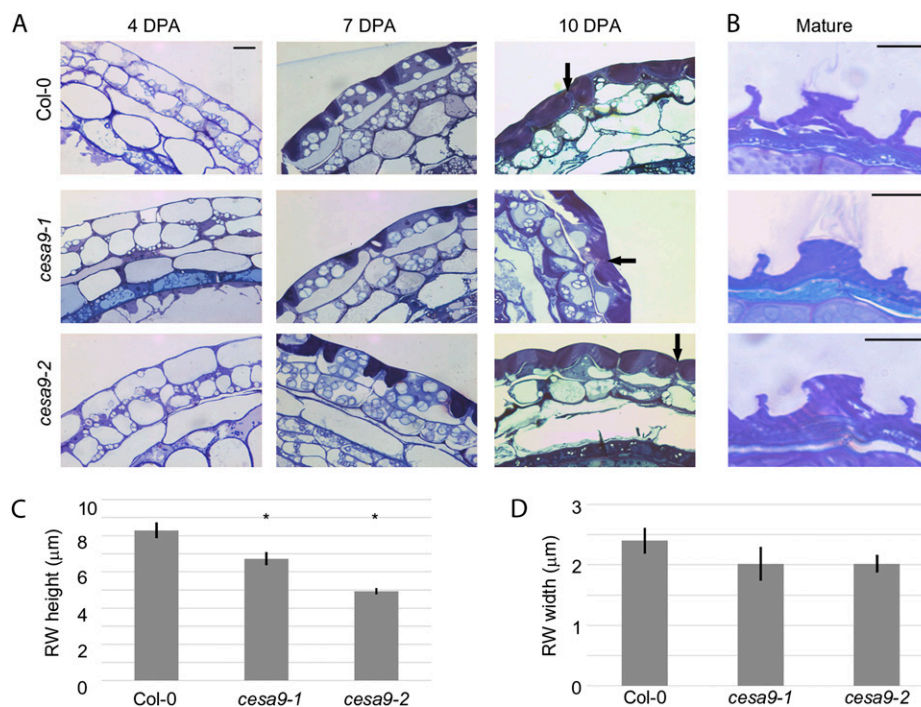 A
4 DPA
7 DPA
10 DPA
B
Mature
Col-0
cesa9-1
cesa9-2
C
RW height (μm)
10
8
6
4
2
0
*
*
Col-0
cesa9-1
cesa9-2
D
RW width (μm)
3
2
1
0
Col-0
cesa9-1
cesa9-2